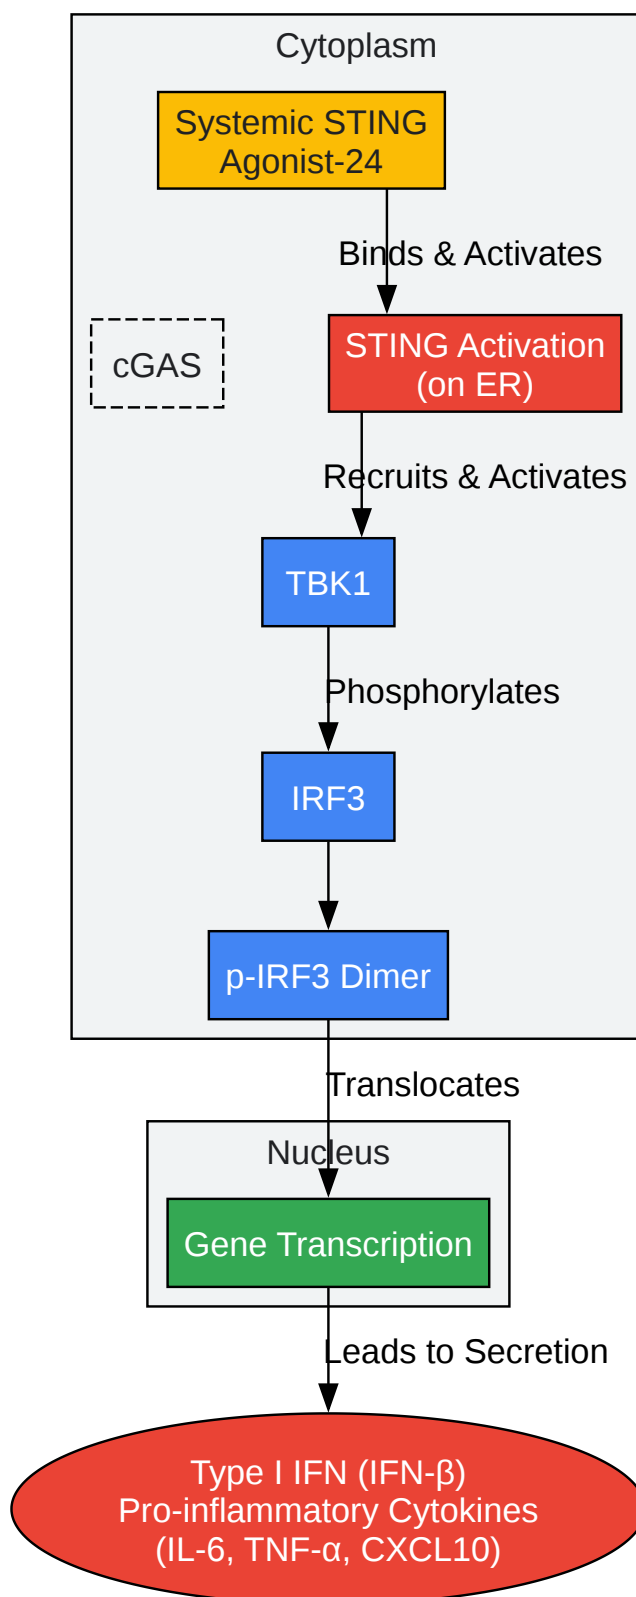 Cytoplasm
Systemic STING
Agonist-24
Binds & Activates
cGAS
STING Activation
(on ER)
Recruits & Activates
TBK1
Phosphorylates
IRF3
p-IRF3 Dimer
Translocates
Nucleus
Gene Transcription
Leads to Secretion
Type I IFN (IFN-β)
Pro-inflammatory Cytokines
(IL-6, TNF-α, CXCL10)